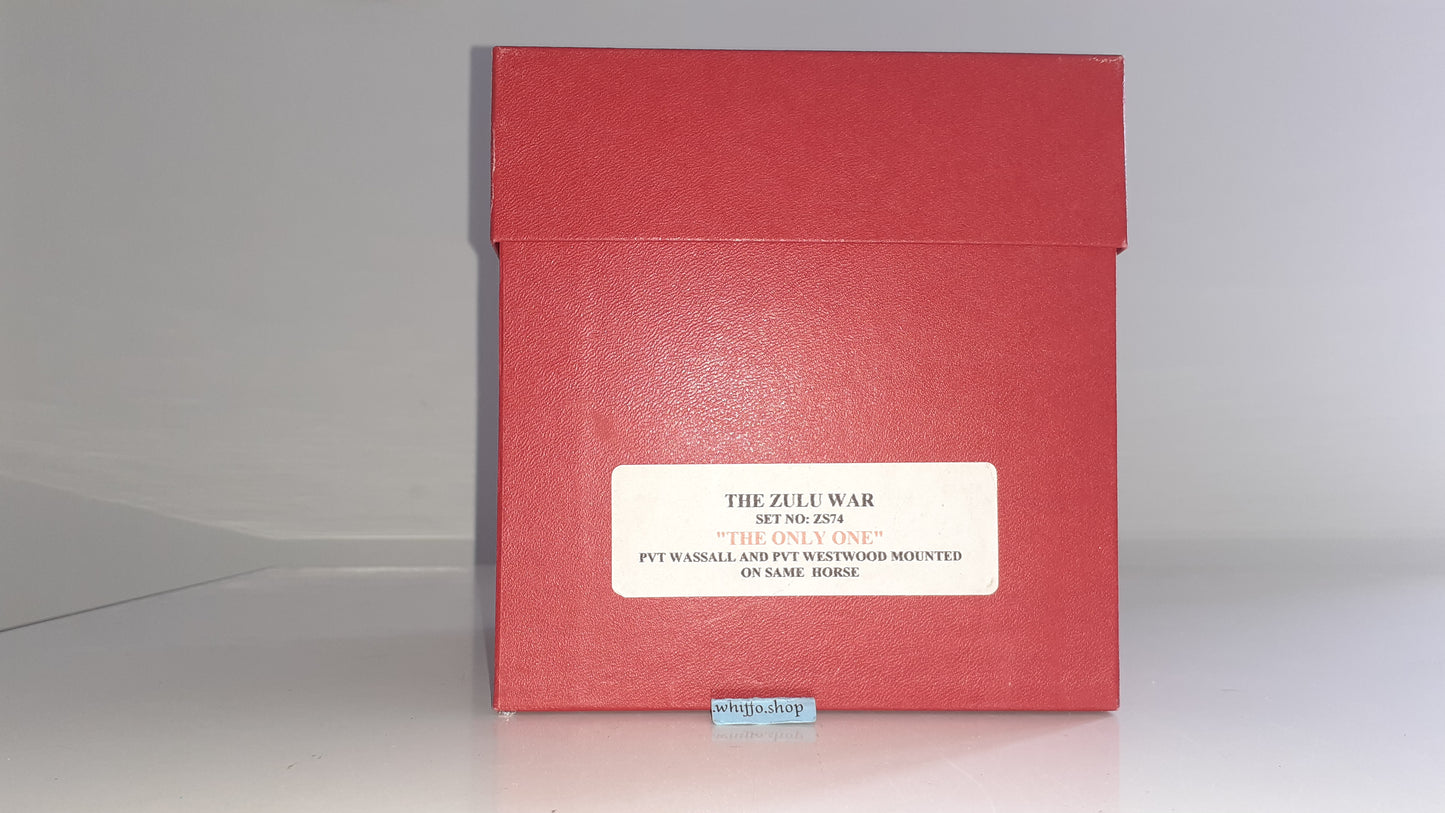 THE ZULU WAR
SET NO: ZS74
"THE ONLY ONE"
PVT WASSALL AND PVT WESTWOOD MOUNTED
ON SAME HORSE
.whiffo.shop